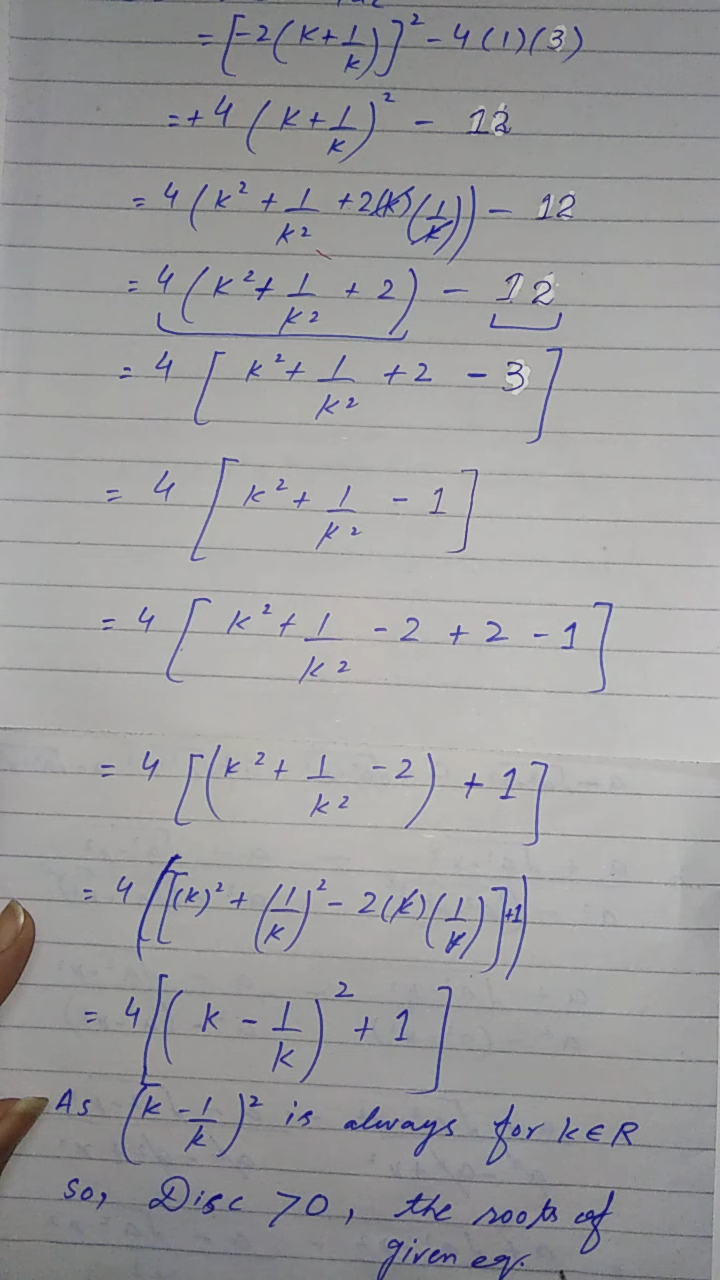 = [-2(k+1/k)]² - 4(1)(3)
= +4(k+1/k)² - 12
= 4(k² + 1/k² + 2(k)(1/k)) - 12
= 4(k² + 1/k² + 2) - 12
= 4[k² + 1/k² + 2 - 3]
= 4[k² + 1/k² - 1]
= 4[k² + 1/k² - 2 + 2 - 1]
= 4[(k² + 1/k² - 2) + 1]
= 4([(k)² + (1/k)² - 2(k)(1/k)]+1)
= 4[(k - 1/k)² + 1]
As (k - 1/k)² is always for k∈R
so, Disc >0, the roots of
given eq.